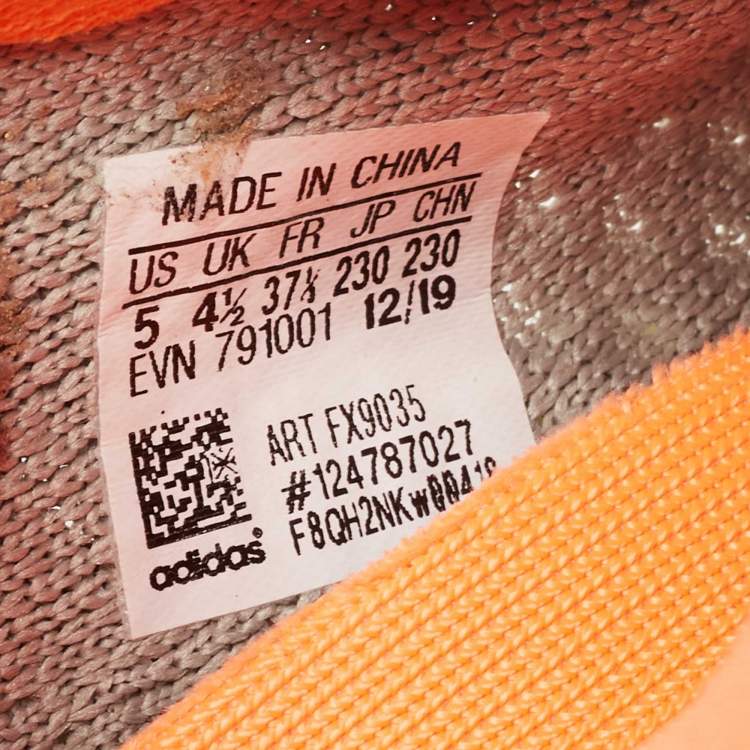 MADE IN CHINA
US UK FR JP CHN
5 4½ 37⅓ 230 230
EVN 791001 12/19
ART FX9035
#124787027
adidas®